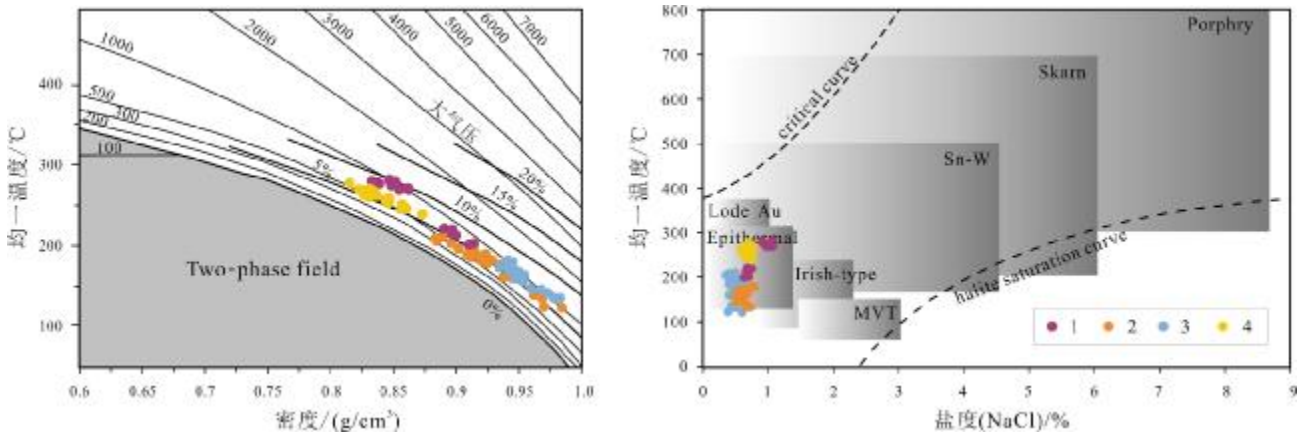 1000
2000
3000
4000
5000
6000
7000
500
300
200
100
大气压
5%
10%
15%
20%
0%
Two-phase field
400
300
200
100
均一温度/℃
0.6
0.65
0.7
0.75
0.8
0.85
0.9
0.95
1.0
密度/(g/cm³)
800
700
600
500
400
300
200
100
0
均一温度/℃
Porphry
Skarn
Sn-W
critical curve
Lode Au
Epithermal
Irish-type
MVT
halite saturation curve
1 2 3 4
0 1 2 3 4 5 6 7 8 9
盐度(NaCl)/%